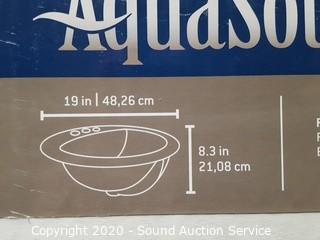 AquaSou
19 in | 48,26 cm
8.3 in
21,08 cm
Copyright 2020 - Sound Auction Service